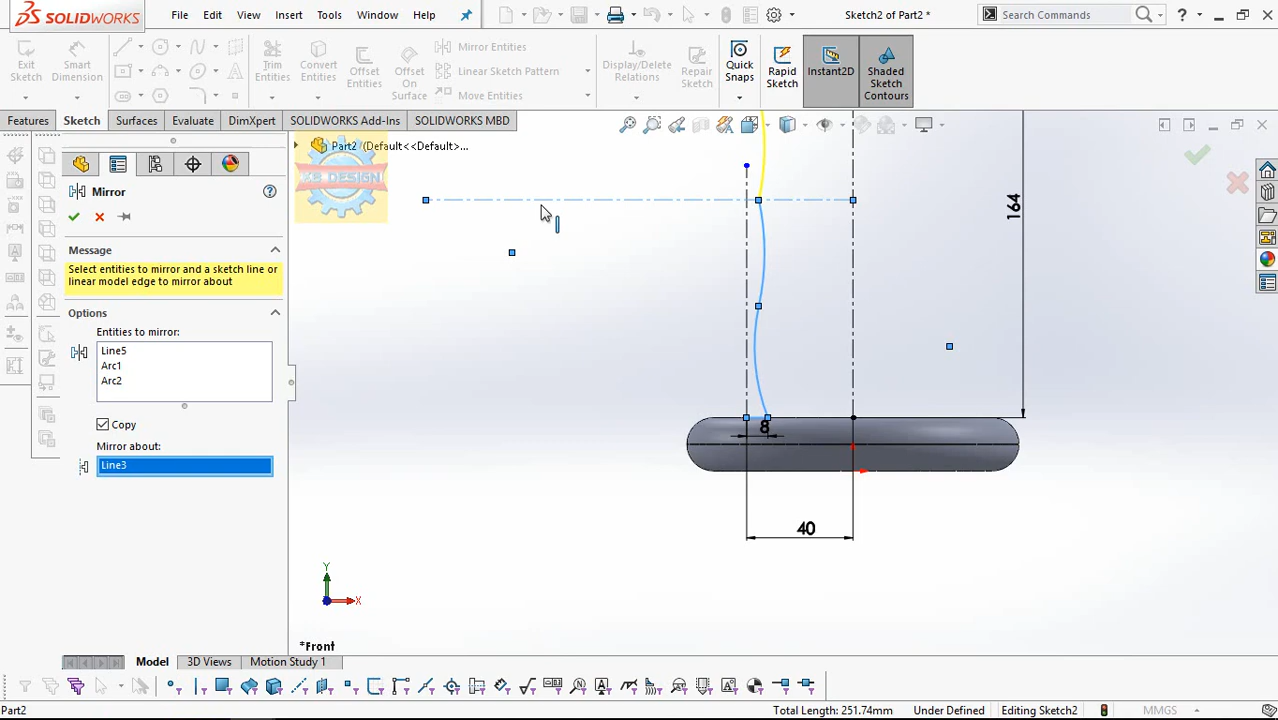 SOLIDWORKS
File Edit View Insert Tools Window Help
Sketch2 of Part2 *
Search Commands
Exit Sketch
Smart Dimension
Trim Entities
Convert Entities
Offset Entities
Offset On Surface
Mirror Entities
Linear Sketch Pattern
Move Entities
Display/Delete Relations
Repair Sketch
Quick Snaps
Rapid Sketch
Instant2D
Shaded Sketch Contours
Features Sketch Surfaces Evaluate DimXpert SOLIDWORKS Add-Ins SOLIDWORKS MBD
Part2 (Default<<Default>...
KB DESIGN
Mirror
Message
Select entities to mirror and a sketch line or
linear model edge to mirror about
Options
Entities to mirror:
Line5
Arc1
Arc2
Copy
Mirror about:
Line3
164
8
40
Y
X
*Front
Model 3D Views Motion Study 1
Part2
Total Length: 251.74mm Under Defined Editing Sketch2 MMGS